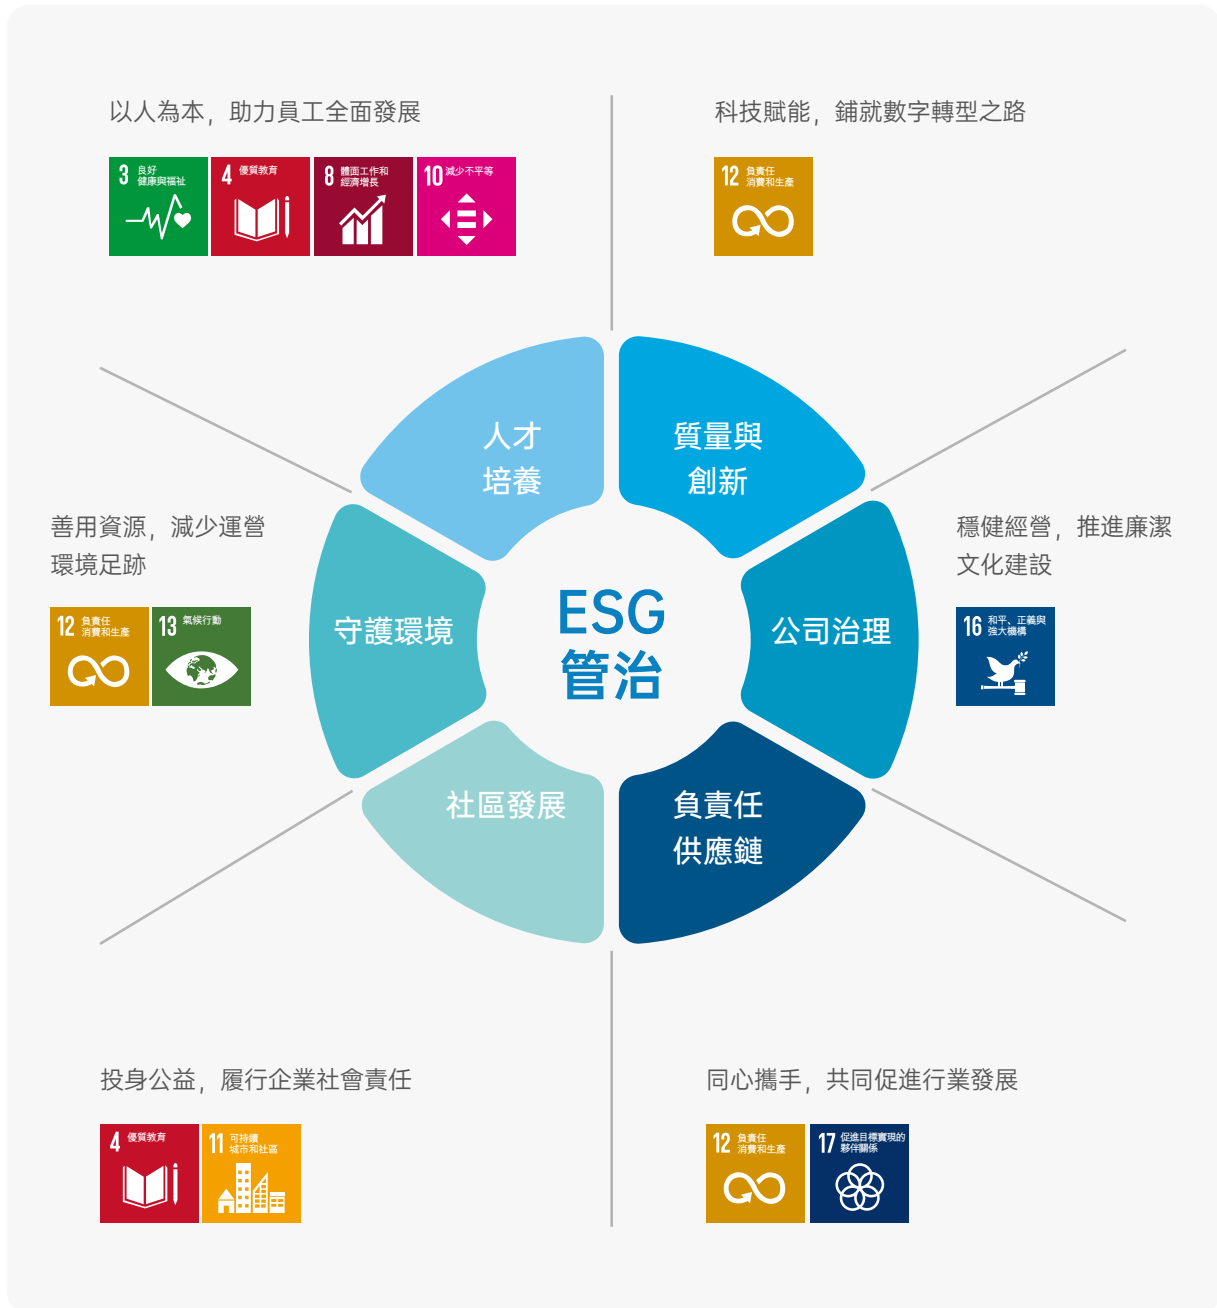 以人為本，助力員工全面發展
3 良好
健康與福祉
4 優質教育
8 體面工作和
經濟增長
10 減少不平等
科技賦能，鋪就數字轉型之路
12 負責任
消費和生產
人才
培養
質量與
創新
善用資源，減少運營
環境足跡
12 負責任
消費和生產
13 氣候行動
守護環境
ESG
管治
公司治理
穩健經營，推進廉潔
文化建設
16 和平、正義與
強大機構
社區發展
負責任
供應鏈
投身公益，履行企業社會責任
4 優質教育
11 可持續
城市和社區
同心攜手，共同促進行業發展
12 負責任
消費和生產
17 促進目標實現的
夥伴關係